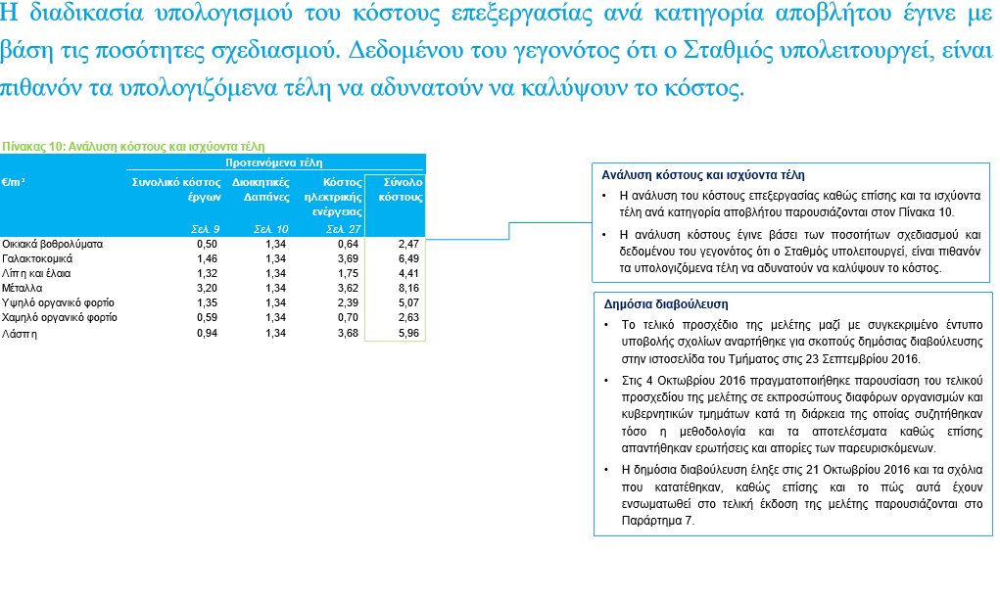 Η διαδικασία υπολογισμού του κόστους επεξεργασίας ανά κατηγορία αποβλήτου έγινε με
βάση τις ποσότητες σχεδιασμού. Δεδομένου του γεγονότος ότι ο Σταθμός υπολειτουργεί, είναι
πιθανόν τα υπολογιζόμενα τέλη να αδυνατούν να καλύψουν το κόστος.
Πίνακας 10: Ανάλυση κόστους και ισχύοντα τέλη
Προτεινόμενα τέλη
€/m³ Συνολικό κόστος Διοικητικές Κόστος Σύνολο
έργων Δαπάνες ηλεκτρικής κόστους
ενέργειας
Σελ. 9 Σελ. 10 Σελ. 27
Οικιακά βοθρολύματα 0,50 1,34 0,64 2,47
Γαλακτοκομικά 1,46 1,34 3,69 6,49
Λίπη και έλαια 1,32 1,34 1,75 4,41
Μέταλλα 3,20 1,34 3,62 8,16
Υψηλό οργανικό φορτίο 1,35 1,34 2,39 5,07
Χαμηλό οργανικό φορτίο 0,59 1,34 0,70 2,63
Λάσπη 0,94 1,34 3,68 5,96
Ανάλυση κόστους και ισχύοντα τέλη
• Η ανάλυση του κόστους επεξεργασίας καθώς επίσης και τα ισχύοντα
τέλη ανά κατηγορία αποβλήτου παρουσιάζονται στον Πίνακα 10.
• Η ανάλυση κόστους έγινε βάσει των ποσοτήτων σχεδιασμού και
δεδομένου του γεγονότος ότι ο Σταθμός υπολειτουργεί, είναι πιθανόν
τα υπολογιζόμενα τέλη να αδυνατούν να καλύψουν το κόστος.
Δημόσια διαβούλευση
• Το τελικό προσχέδιο της μελέτης μαζί με συγκεκριμένο έντυπο
υποβολής σχολίων αναρτήθηκε για σκοπούς δημόσιας διαβούλευσης
στην ιστοσελίδα του Τμήματος στις 23 Σεπτεμβρίου 2016.
• Στις 4 Οκτωβρίου 2016 πραγματοποιήθηκε παρουσίαση του τελικού
προσχεδίου της μελέτης σε εκπροσώπους διαφόρων οργανισμών και
κυβερνητικών τμημάτων κατά τη διάρκεια της οποίας συζητήθηκαν
τόσο η μεθοδολογία και τα αποτελέσματα καθώς επίσης
απαντήθηκαν ερωτήσεις και απορίες των παρευρισκόμενων.
• Η δημόσια διαβούλευση έληξε στις 21 Οκτωβρίου 2016 και τα σχόλια
που κατατέθηκαν, καθώς επίσης και το πώς αυτά έχουν
ενσωματωθεί στο τελική έκδοση της μελέτης παρουσιάζονται στο
Παράρτημα 7.